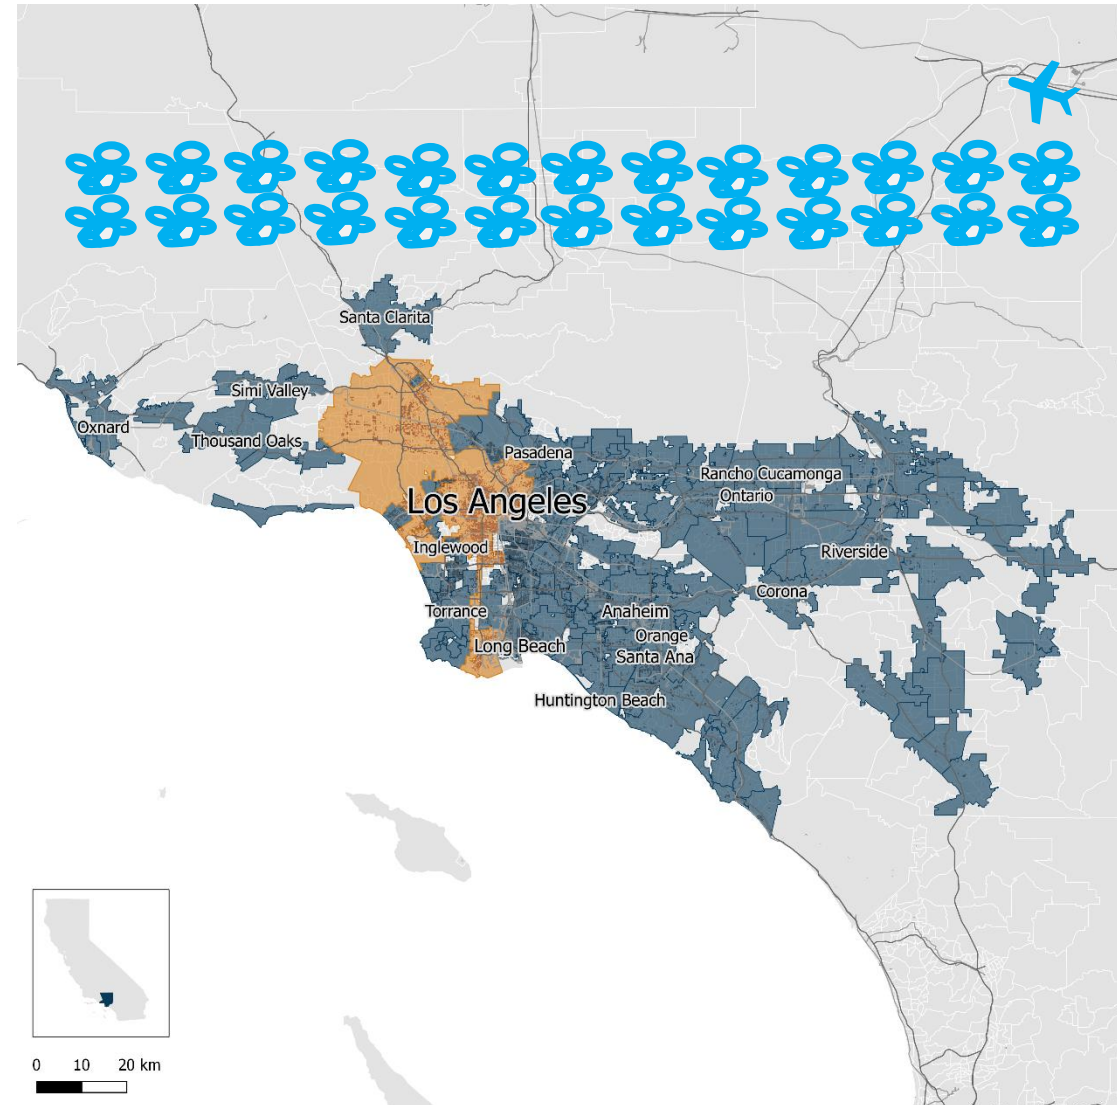 Santa Clarita
Simi Valley
Oxnard
Thousand Oaks
Pasadena
Rancho Cucamonga
Ontario
Los Angeles
Inglewood
Riverside
Corona
Torrance
Anaheim
Orange
Long Beach
Santa Ana
Huntington Beach
0 10 20 km